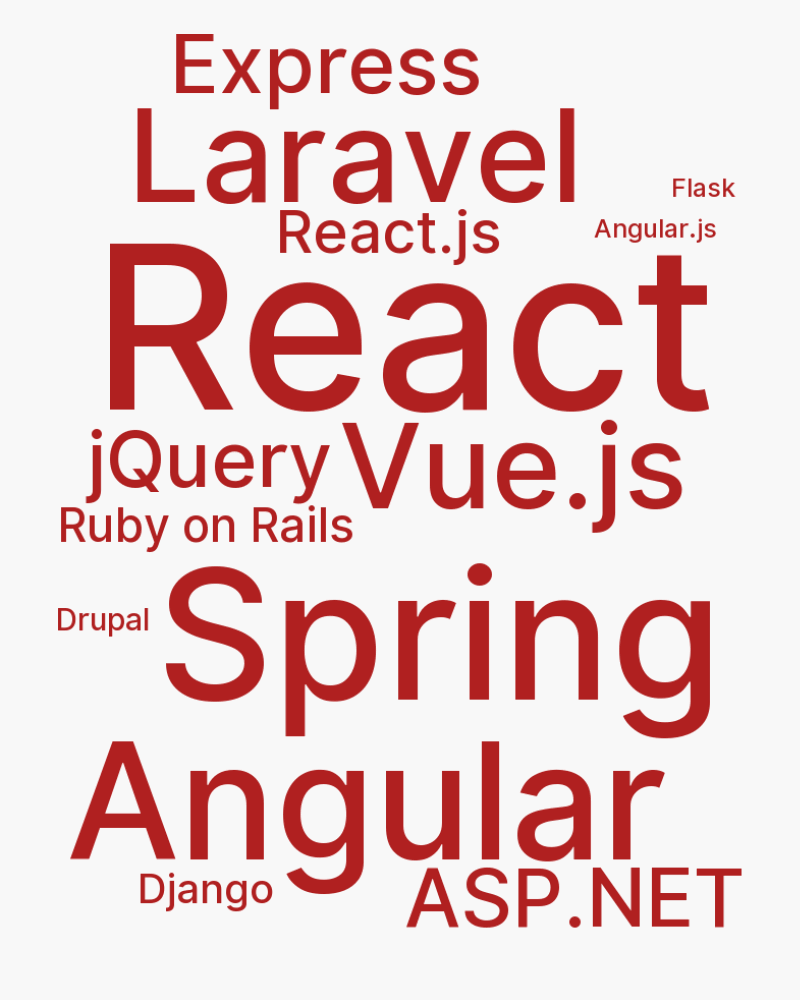 Express
Laravel
Flask
React.js
Angular.js
React
jQuery
Vue.js
Ruby on Rails
Spring
Drupal
Angular
Django
ASP.NET